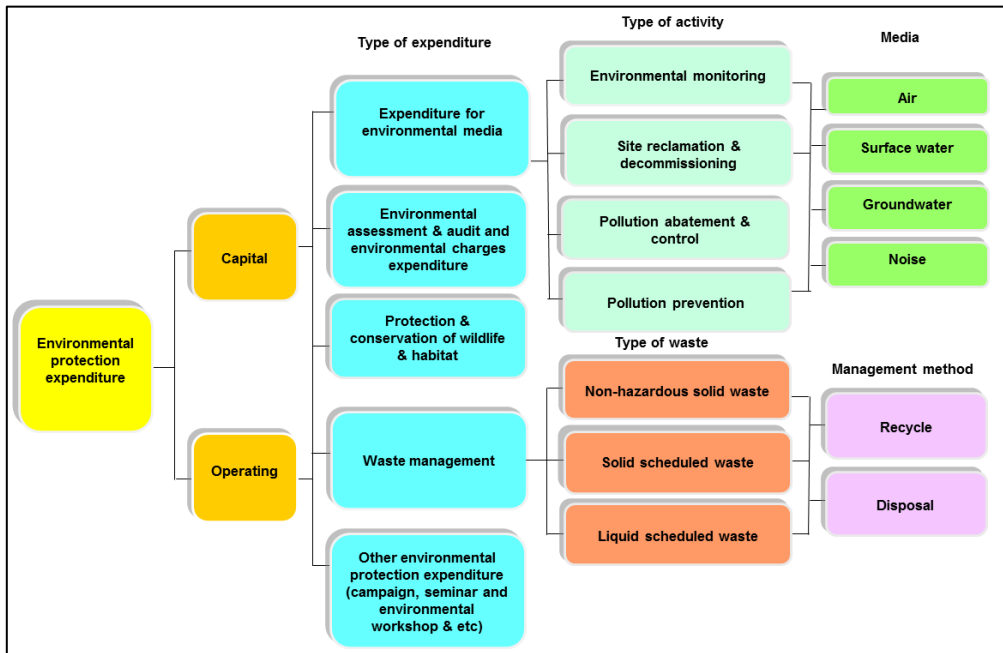 Type of expenditure
Type of activity
Media
Environmental
protection
expenditure
Capital
Operating
Expenditure for
environmental media
Environmental
assessment & audit and
environmental charges
expenditure
Protection &
conservation of wildlife
& habitat
Waste management
Other environmental
protection expenditure
(campaign, seminar and
environmental
workshop & etc)
Environmental monitoring
Site reclamation &
decommissioning
Pollution abatement &
control
Pollution prevention
Air
Surface water
Groundwater
Noise
Type of waste
Non-hazardous solid waste
Solid scheduled waste
Liquid scheduled waste
Management method
Recycle
Disposal